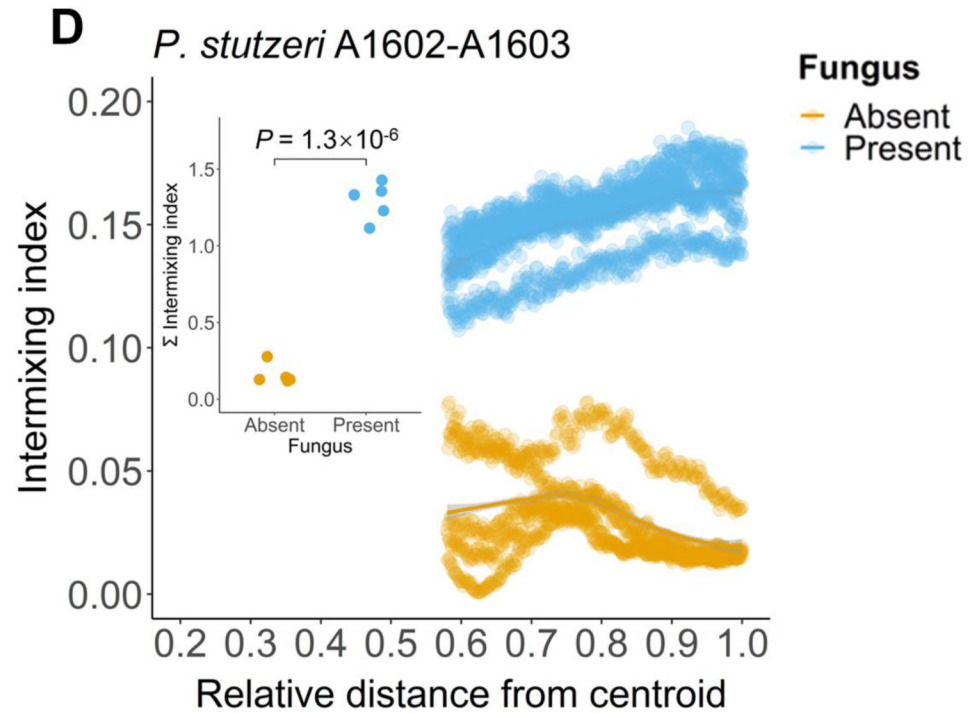 D
P. stutzeri A1602-A1603
Fungus
Absent
Present
Intermixing index
0.20
0.15
0.10
0.05
0.00
P = 1.3×10-6
Σ Intermixing index
1.5
1.0
0.5
0.0
Absent Present
Fungus
0.2 0.3 0.4 0.5 0.6 0.7 0.8 0.9 1.0
Relative distance from centroid